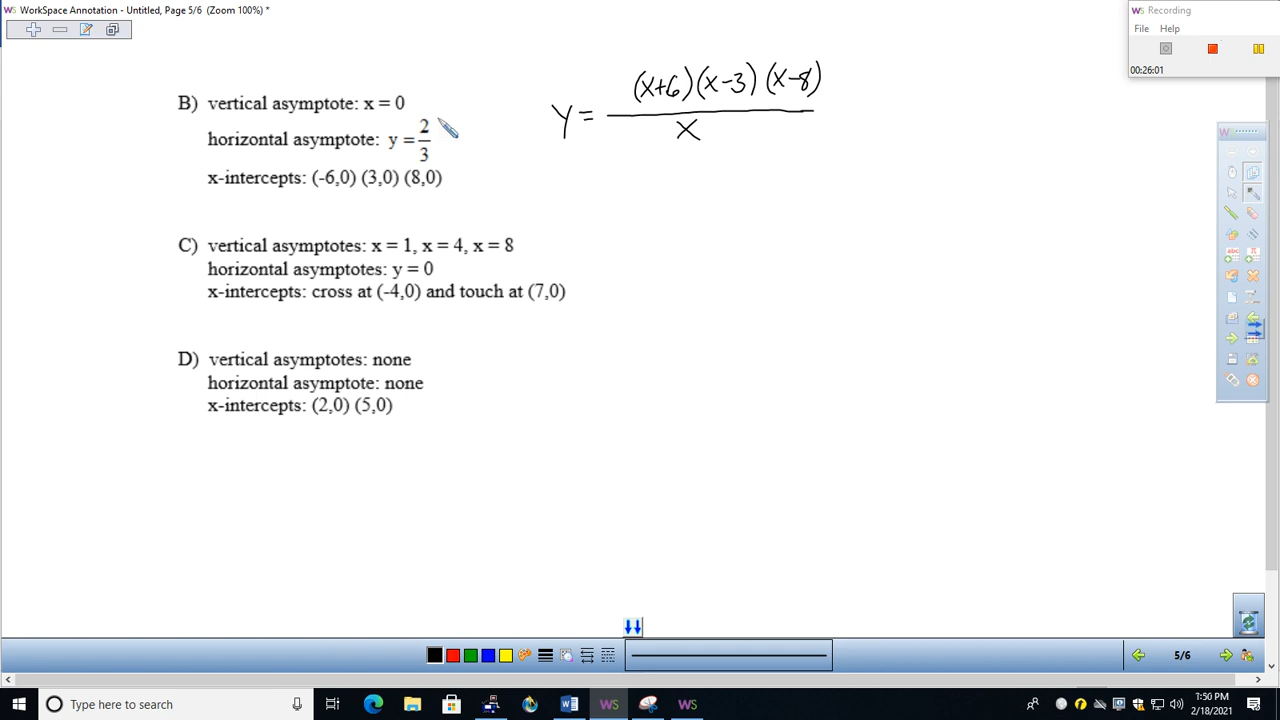 WorkSpace Annotation - Untitled, Page 5/6 (Zoom 100%) *
Recording
File Help
00:26:01
B) vertical asymptote: x = 0
horizontal asymptote: y = 2/3
x-intercepts: (-6,0) (3,0) (8,0)
y = (x+6)(x-3)(x-8)
x
C) vertical asymptotes: x = 1, x = 4, x = 8
horizontal asymptotes: y = 0
x-intercepts: cross at (-4,0) and touch at (7,0)
D) vertical asymptotes: none
horizontal asymptote: none
x-intercepts: (2,0) (5,0)
5/6
Type here to search
7:50 PM
2/18/2021